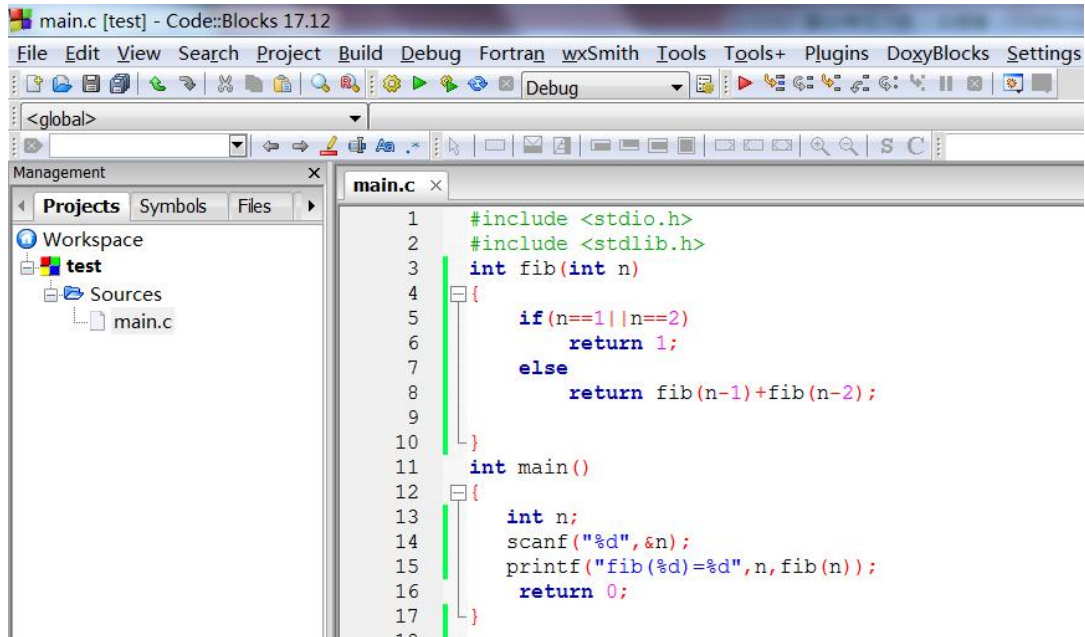 main.c [test] - Code::Blocks 17.12
File Edit View Search Project Build Debug Fortran wxSmith Tools Tools+ Plugins DoxyBlocks Settings
Debug
<global>
S C
Management
main.c
Projects Symbols Files
Workspace
test
Sources
main.c
1 #include <stdio.h>
2 #include <stdlib.h>
3 int fib(int n)
4 {
5 if(n==1||n==2)
6 return 1;
7 else
8 return fib(n-1)+fib(n-2);
9
10 }
11 int main()
12 {
13 int n;
14 scanf("%d",&n);
15 printf("fib(%d)=%d",n,fib(n));
16 return 0;
17 }